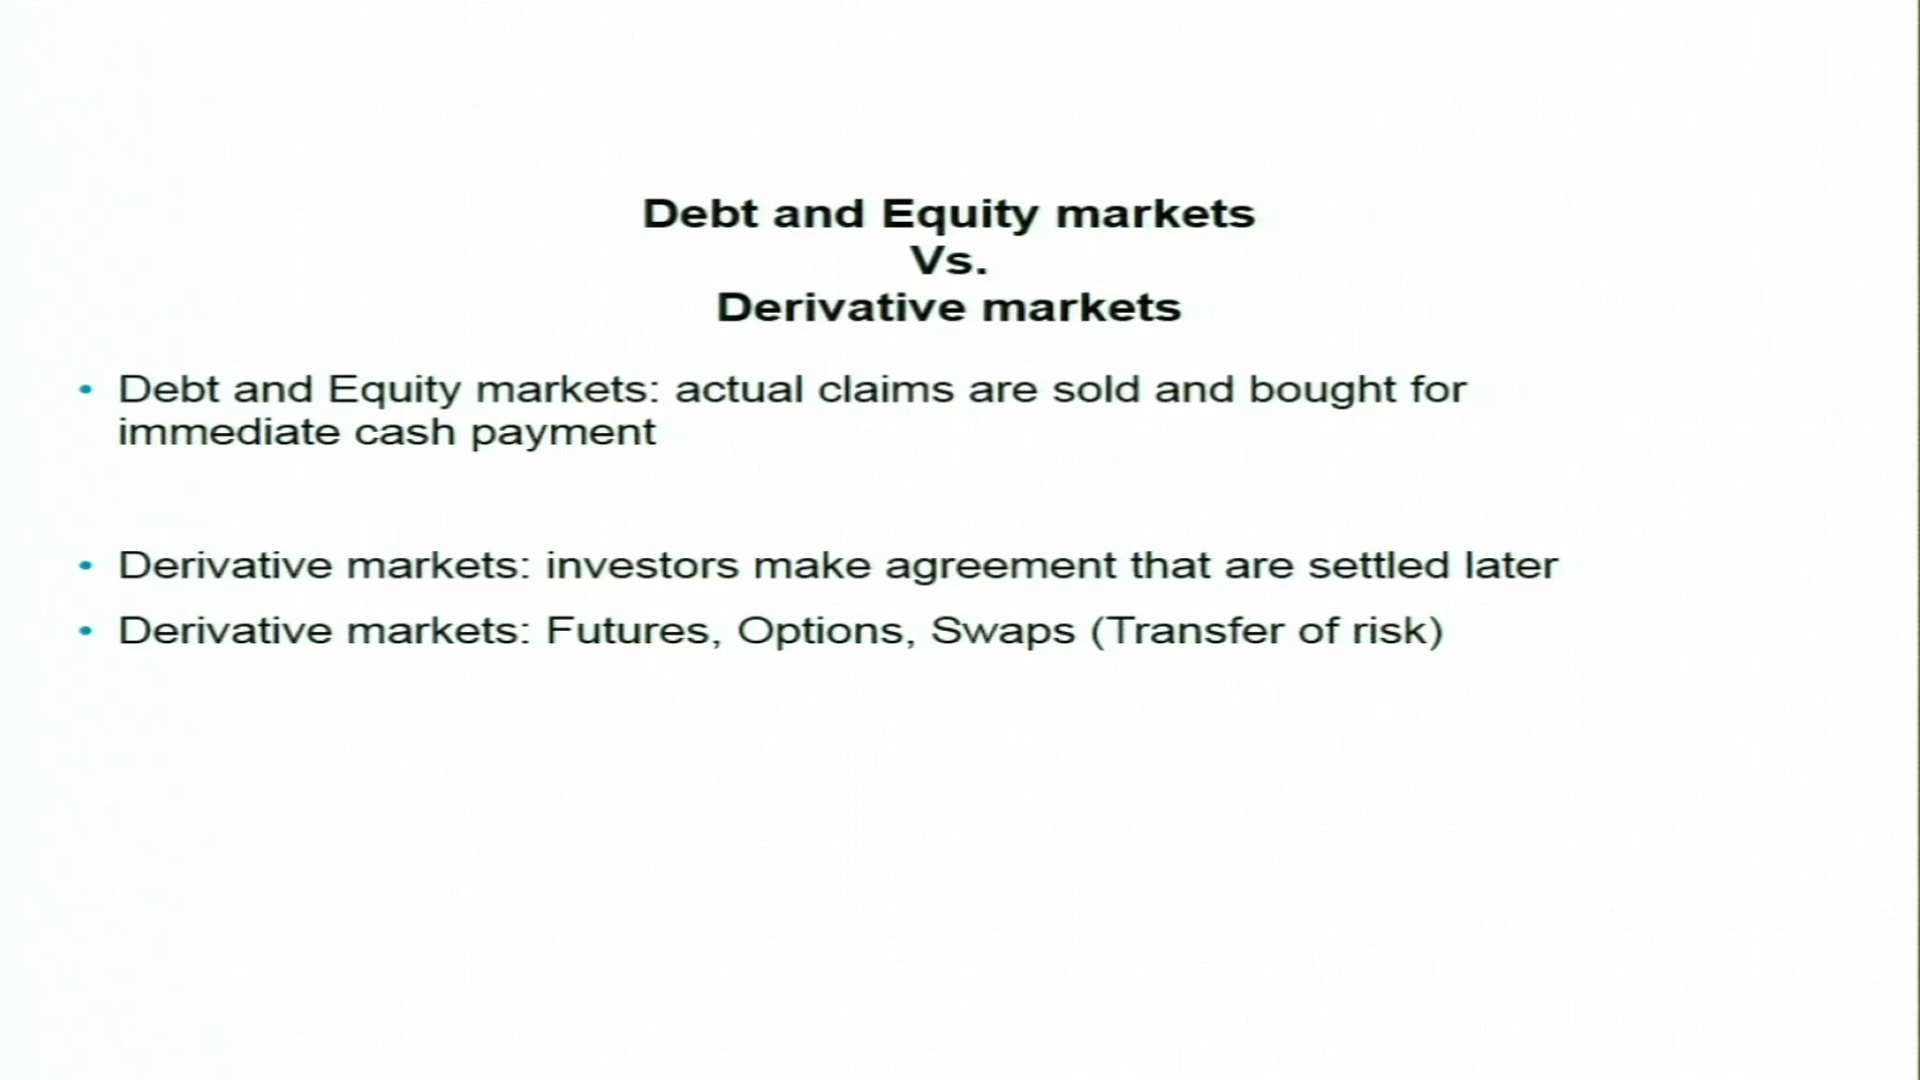 Debt and Equity markets
Vs.
Derivative markets
• Debt and Equity markets: actual claims are sold and bought for
immediate cash payment
• Derivative markets: investors make agreement that are settled later
• Derivative markets: Futures, Options, Swaps (Transfer of risk)